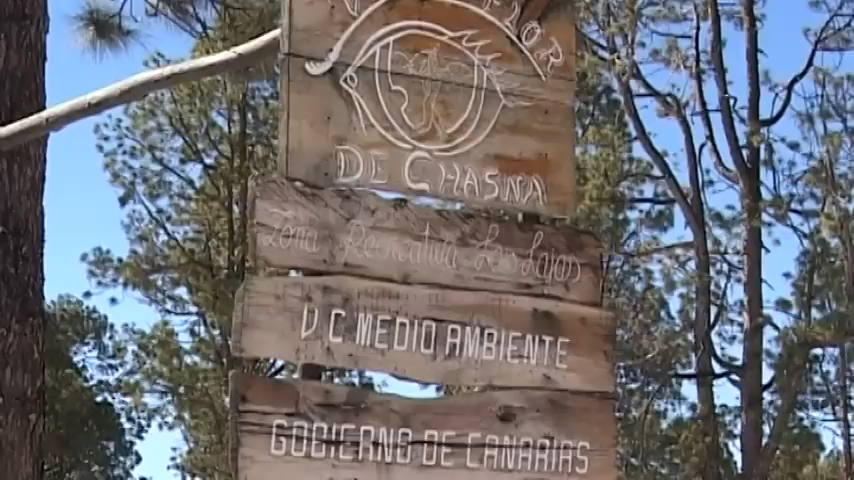 FLOR
DE CHASNA
Zona Recreativa Las Lajas
V C MEDIO AMBIENTE
GOBIERNO DE CANARIAS